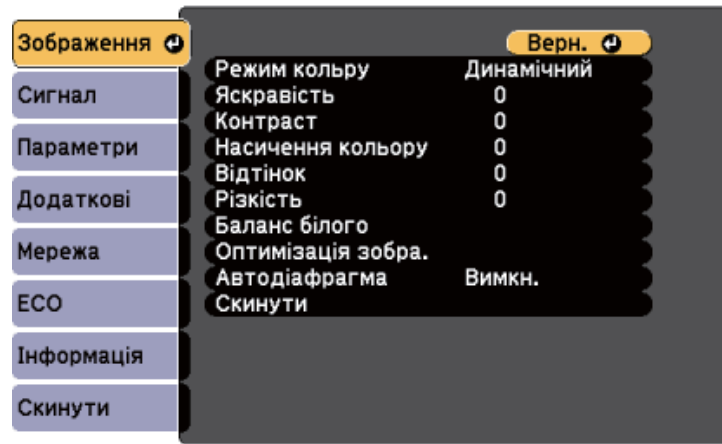 Зображення
Сигнал
Параметри
Додаткові
Мережа
ECO
Інформація
Скинути
Верн.
Режим кольру Динамічний
Яскравість 0
Контраст 0
Насичення кольору 0
Відтінок 0
Різкість 0
Баланс білого
Оптимізація зобра.
Автодіафрагма Вимкн.
Скинути